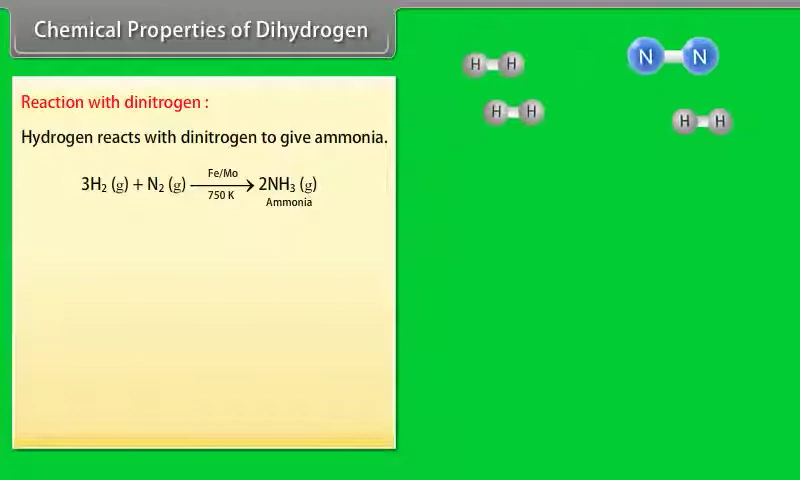 Chemical Properties of Dihydrogen
Reaction with dinitrogen :
Hydrogen reacts with dinitrogen to give ammonia.
Fe/Mo
3H₂ (g) + N₂ (g) ⟶ 2NH₃ (g)
750 K
Ammonia
H H
N N
H H
H H